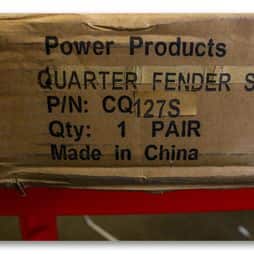 Power Products
QUARTER FENDER S
P/N: CQ127S
Qty: 1 PAIR
Made in China